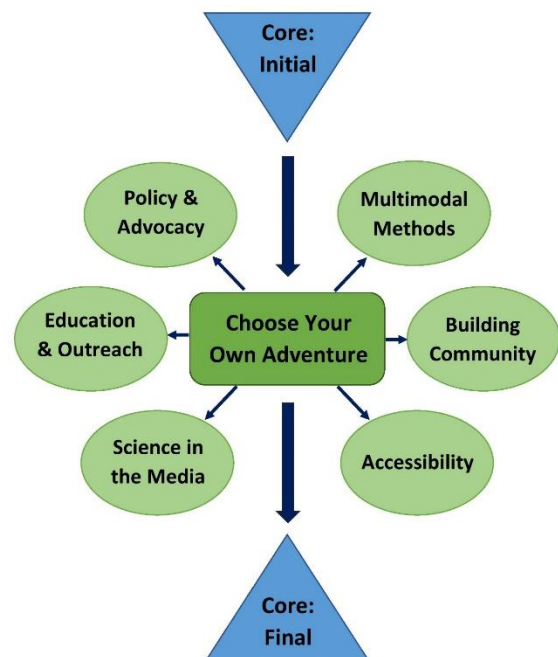 Core:
Initial
Policy &
Advocacy
Multimodal
Methods
Education
& Outreach
Choose Your
Own Adventure
Building
Community
Science in
the Media
Accessibility
Core:
Final